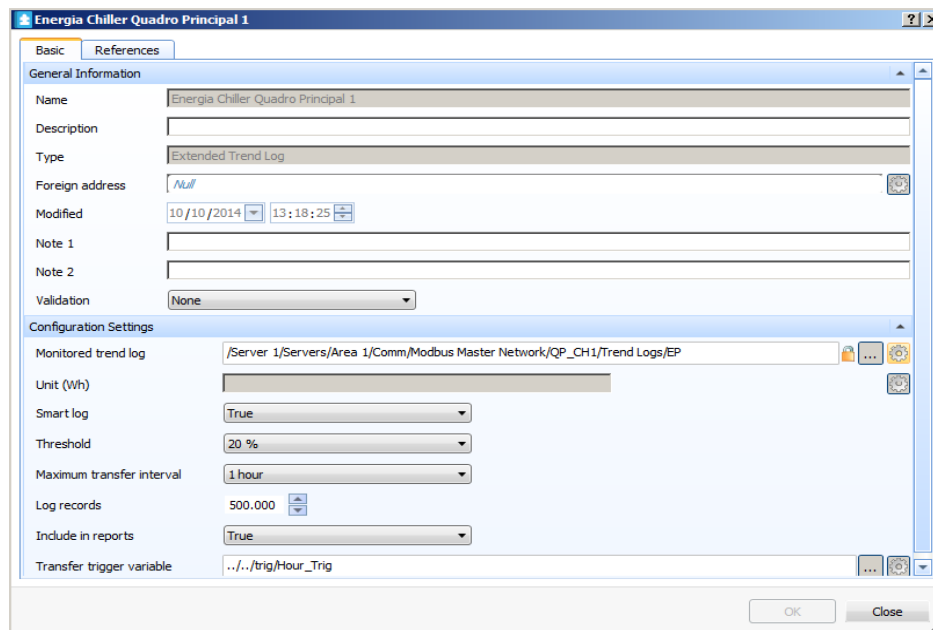 Energia Chiller Quadro Principal 1
Basic References
General Information
Name Energia Chiller Quadro Principal 1
Description
Type Extended Trend Log
Foreign address Null
Modified 10/10/2014 13:18:25
Note 1
Note 2
Validation None
Configuration Settings
Monitored trend log /Server 1/Servers/Area 1/Comm/Modbus Master Network/QP_CH1/Trend Logs/EP ...
Unit (Wh)
Smart log True
Threshold 20 %
Maximum transfer interval 1 hour
Log records 500.000
Include in reports True
Transfer trigger variable ../../trig/Hour_Trig ...
OK Close